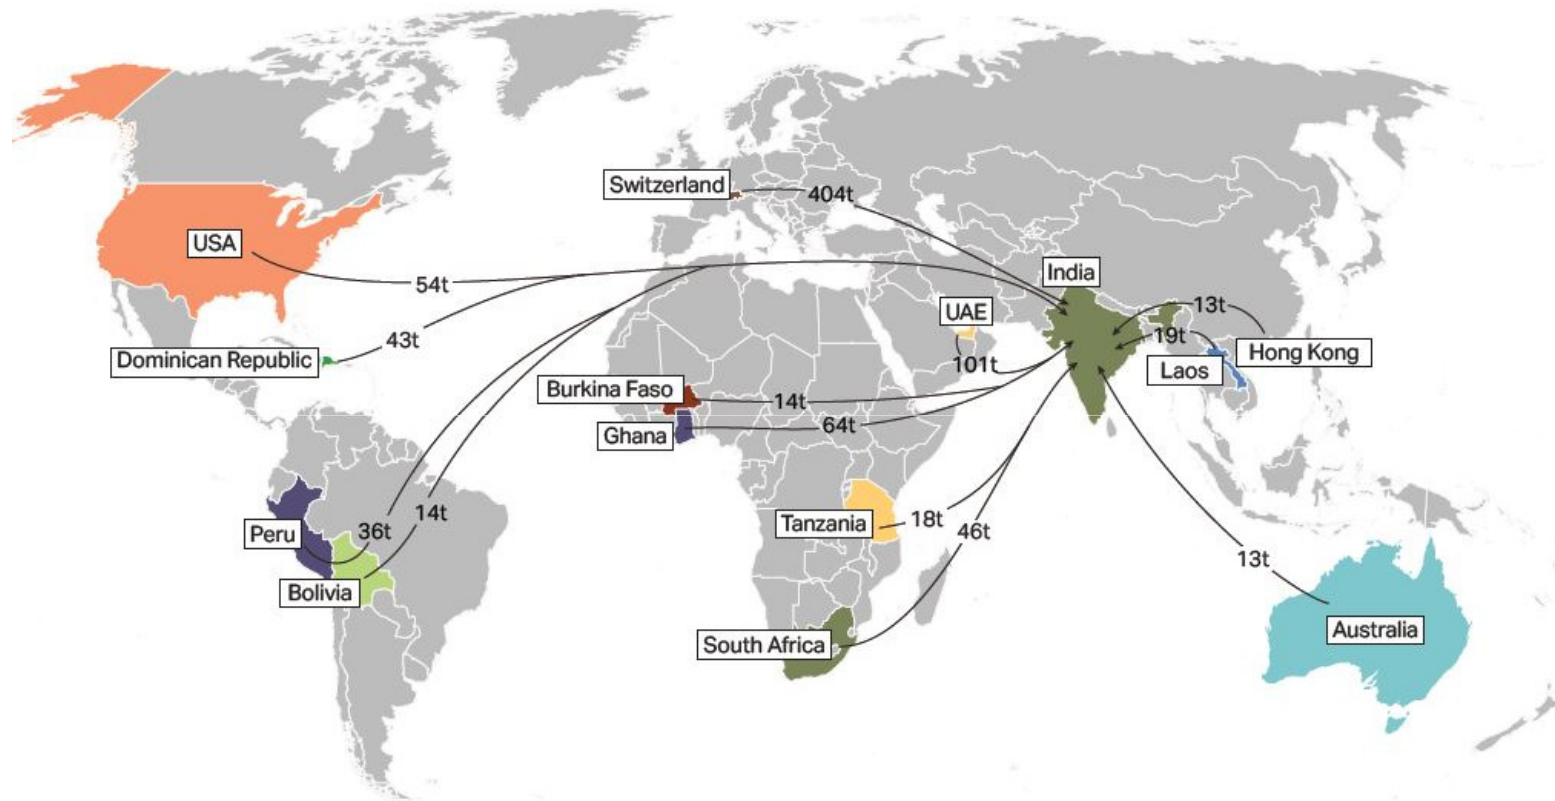 Switzerland
404t
USA
54t
India
UAE
13t
43t
19t
Hong Kong
Dominican Republic
101t
Laos
Burkina Faso
14t
Ghana
64t
Peru
36t
14t
Tanzania
18t
46t
13t
Bolivia
South Africa
Australia